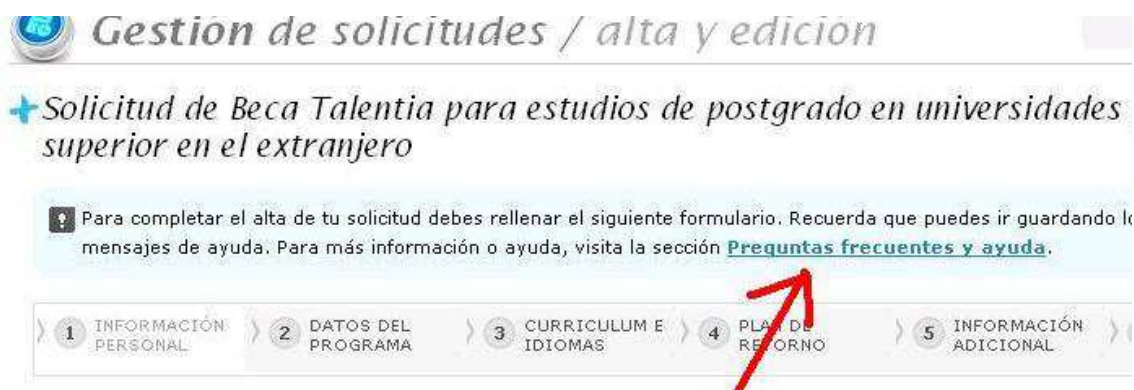 Gestión de solicitudes / alta y edición
Solicitud de Beca Talentia para estudios de postgrado en universidades
superior en el extranjero
Para completar el alta de tu solicitud debes rellenar el siguiente formulario. Recuerda que puedes ir guardando
mensajes de ayuda. Para más información o ayuda, visita la sección Preguntas frecuentes y ayuda.
1 INFORMACIÓN
PERSONAL
2 DATOS DEL
PROGRAMA
3 CURRICULUM E
IDIOMAS
4 PLAN DE
RETORNO
5 INFORMACIÓN
ADICIONAL